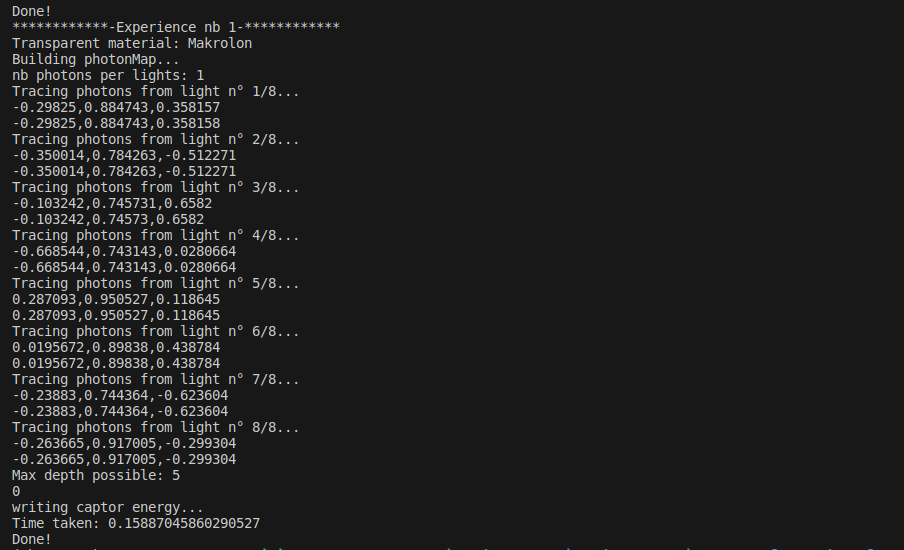 Done!
************-Experience nb 1-************
Transparent material: Makrolon
Building photonMap...
nb photons per lights: 1
Tracing photons from light n° 1/8...
-0.29825,0.884743,0.358157
-0.29825,0.884743,0.358158
Tracing photons from light n° 2/8...
-0.350014,0.784263,-0.512271
-0.350014,0.784263,-0.512271
Tracing photons from light n° 3/8...
-0.103242,0.745731,0.6582
-0.103242,0.74573,0.6582
Tracing photons from light n° 4/8...
-0.668544,0.743143,0.0280664
-0.668544,0.743143,0.0280664
Tracing photons from light n° 5/8...
0.287093,0.950527,0.118645
0.287093,0.950527,0.118645
Tracing photons from light n° 6/8...
0.0195672,0.89838,0.438784
0.0195672,0.89838,0.438784
Tracing photons from light n° 7/8...
-0.23883,0.744364,-0.623604
-0.23883,0.744364,-0.623604
Tracing photons from light n° 8/8...
-0.263665,0.917005,-0.299304
-0.263665,0.917005,-0.299304
Max depth possible: 5
0
writing captor energy...
Time taken: 0.15887045860290527
Done!